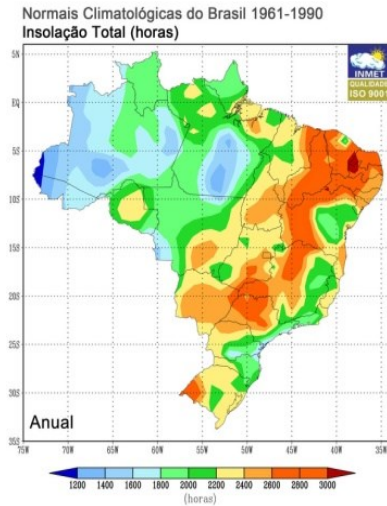 Normais Climatológicas do Brasil 1961-1990
Insolação Total (horas)
INMET
QUALIDADE
ISO 9001
5N
EQ
5S
10S
15S
20S
25S
30S
35S
Anual
75W 70W 65W 60W 55W 50W 45W 40W 35W
1200 1400 1600 1800 2000 2200 2400 2600 2800 3000
(horas)